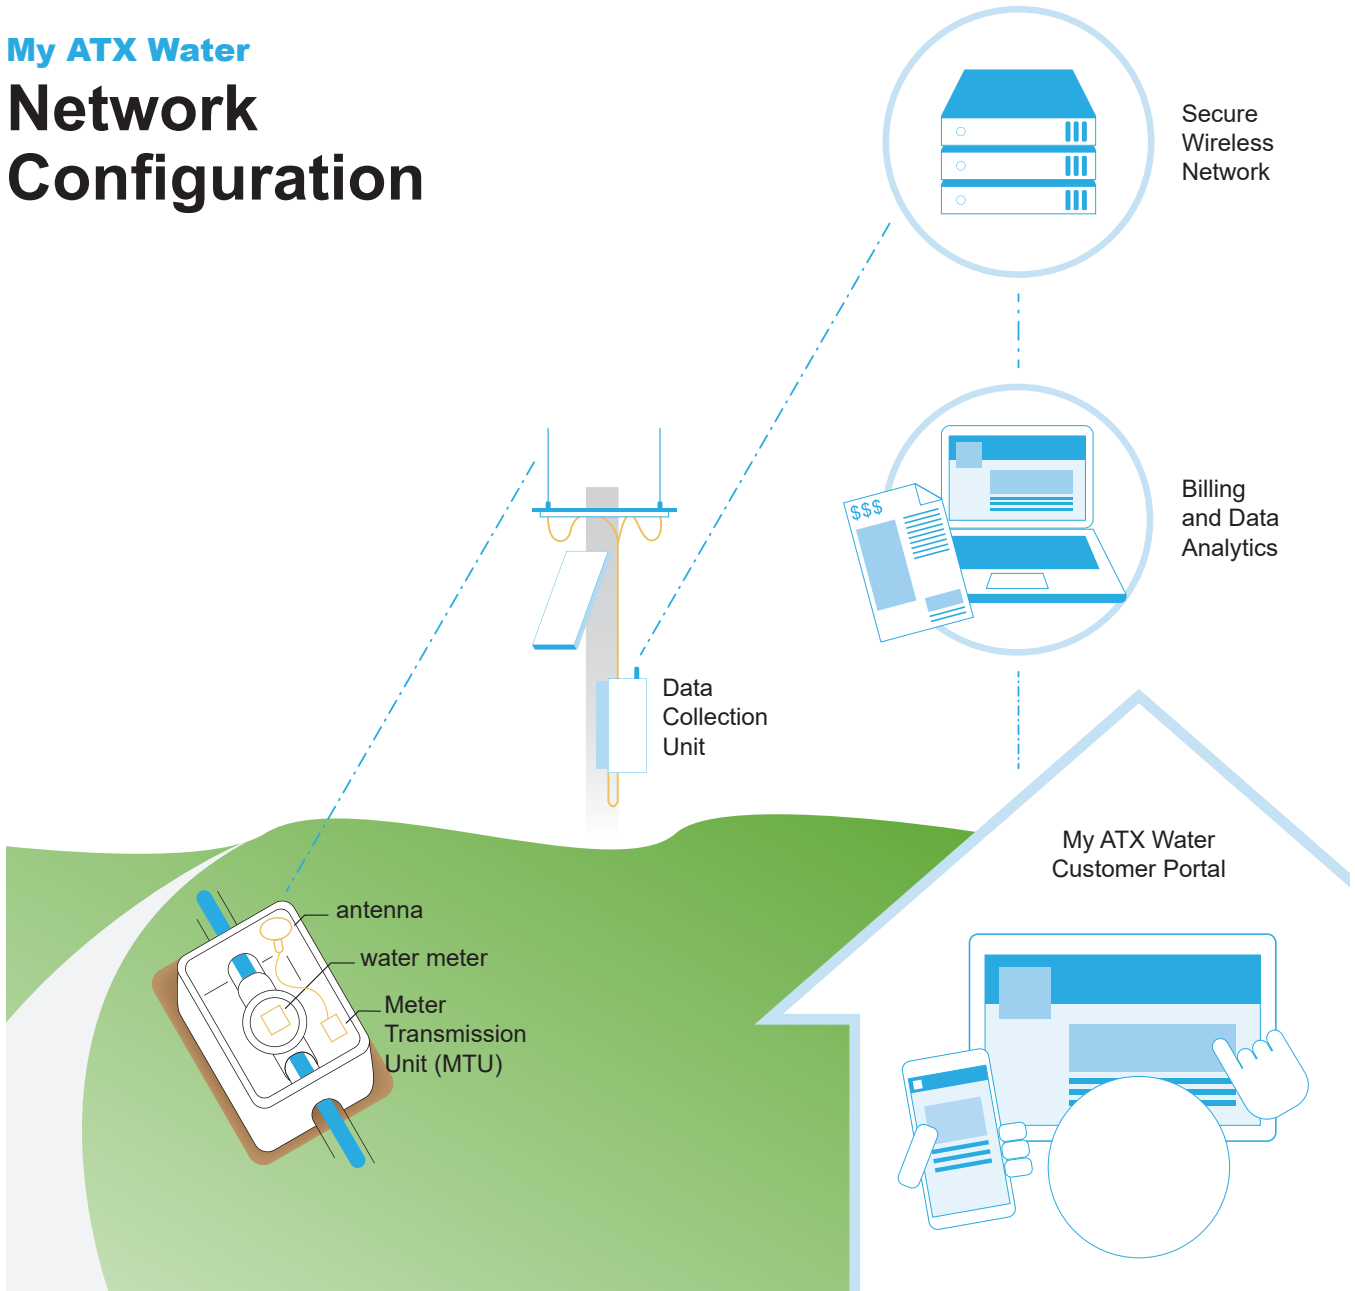 My ATX Water
Network
Configuration
Secure
Wireless
Network
$$$
Billing
and Data
Analytics
Data
Collection
Unit
My ATX Water
Customer Portal
antenna
water meter
Meter
Transmission
Unit (MTU)